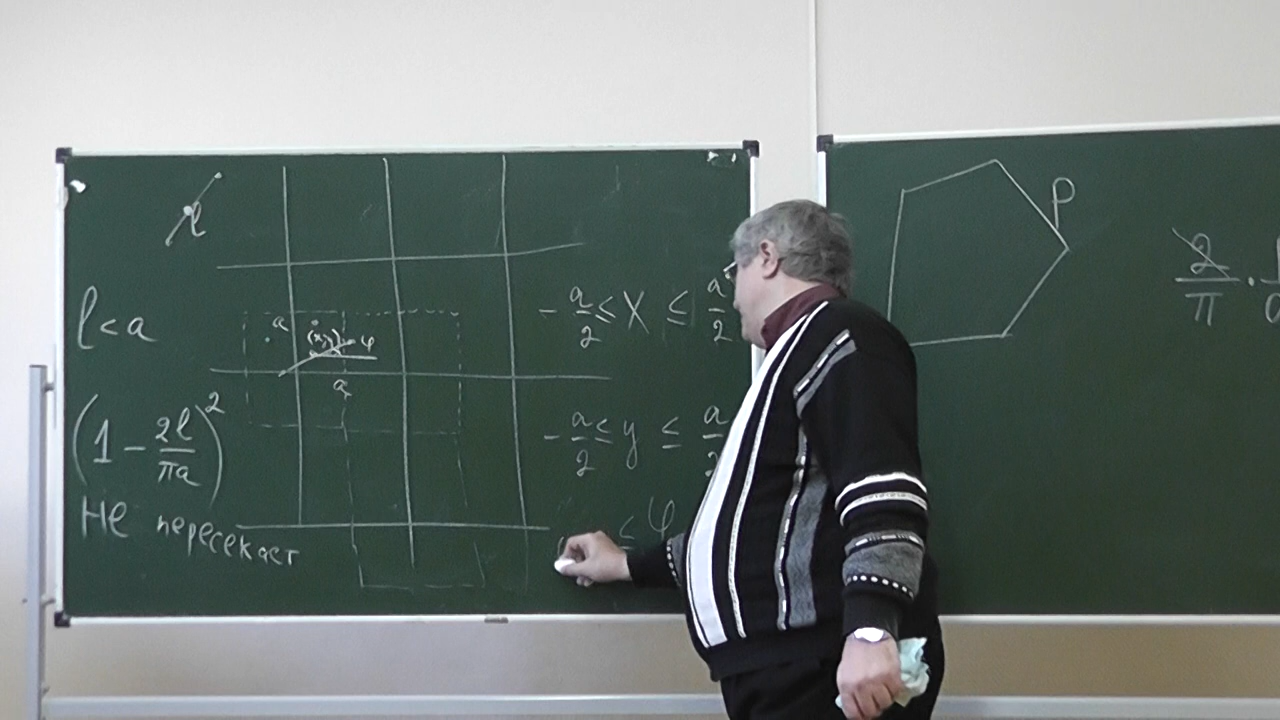 l
l < a
(1 - 2l/πa)²
Не пересекает
a
(x,y) φ
a
-a/2 ≤ x ≤ a/2
-a/2 ≤ y ≤ a/2
≤ φ
P
2/π ·